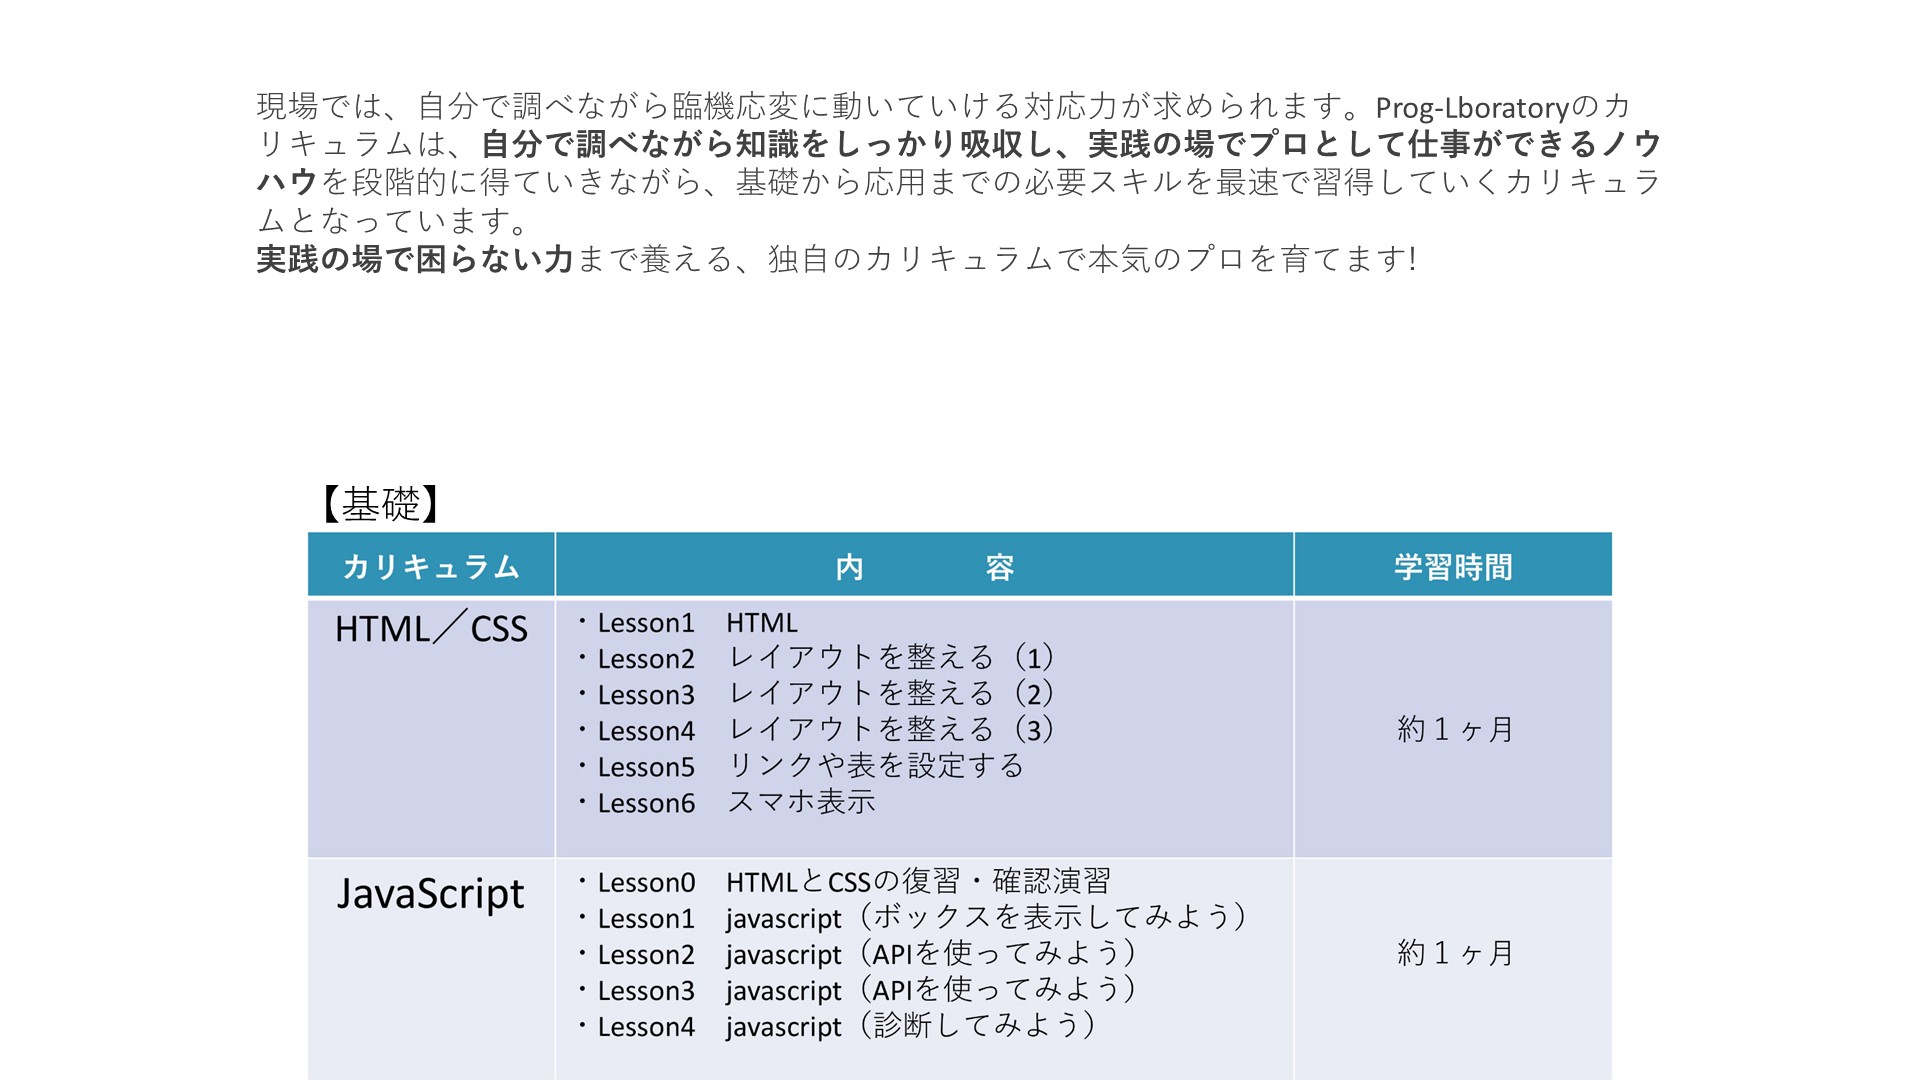 現場では、自分で調べながら臨機応変に動いていける対応力が求められます。Prog-Lboratoryのカ
リキュラムは、自分で調べながら知識をしっかり吸収し、実践の場でプロとして仕事ができるノウ
ハウを段階的に得ていきながら、基礎から応用までの必要スキルを最速で習得していくカリキュラ
ムとなっています。
実践の場で困らない力まで養える、独自のカリキュラムで本気のプロを育てます!
【基礎】
カリキュラム　内　　　　容　学習時間
HTML／CSS
・Lesson1　HTML
・Lesson2　レイアウトを整える（1）
・Lesson3　レイアウトを整える（2）
・Lesson4　レイアウトを整える（3）
・Lesson5　リンクや表を設定する
・Lesson6　スマホ表示
約１ヶ月
JavaScript
・Lesson0　HTMLとCSSの復習・確認演習
・Lesson1　javascript（ボックスを表示してみよう）
・Lesson2　javascript（APIを使ってみよう）
・Lesson3　javascript（APIを使ってみよう）
・Lesson4　javascript（診断してみよう）
約１ヶ月